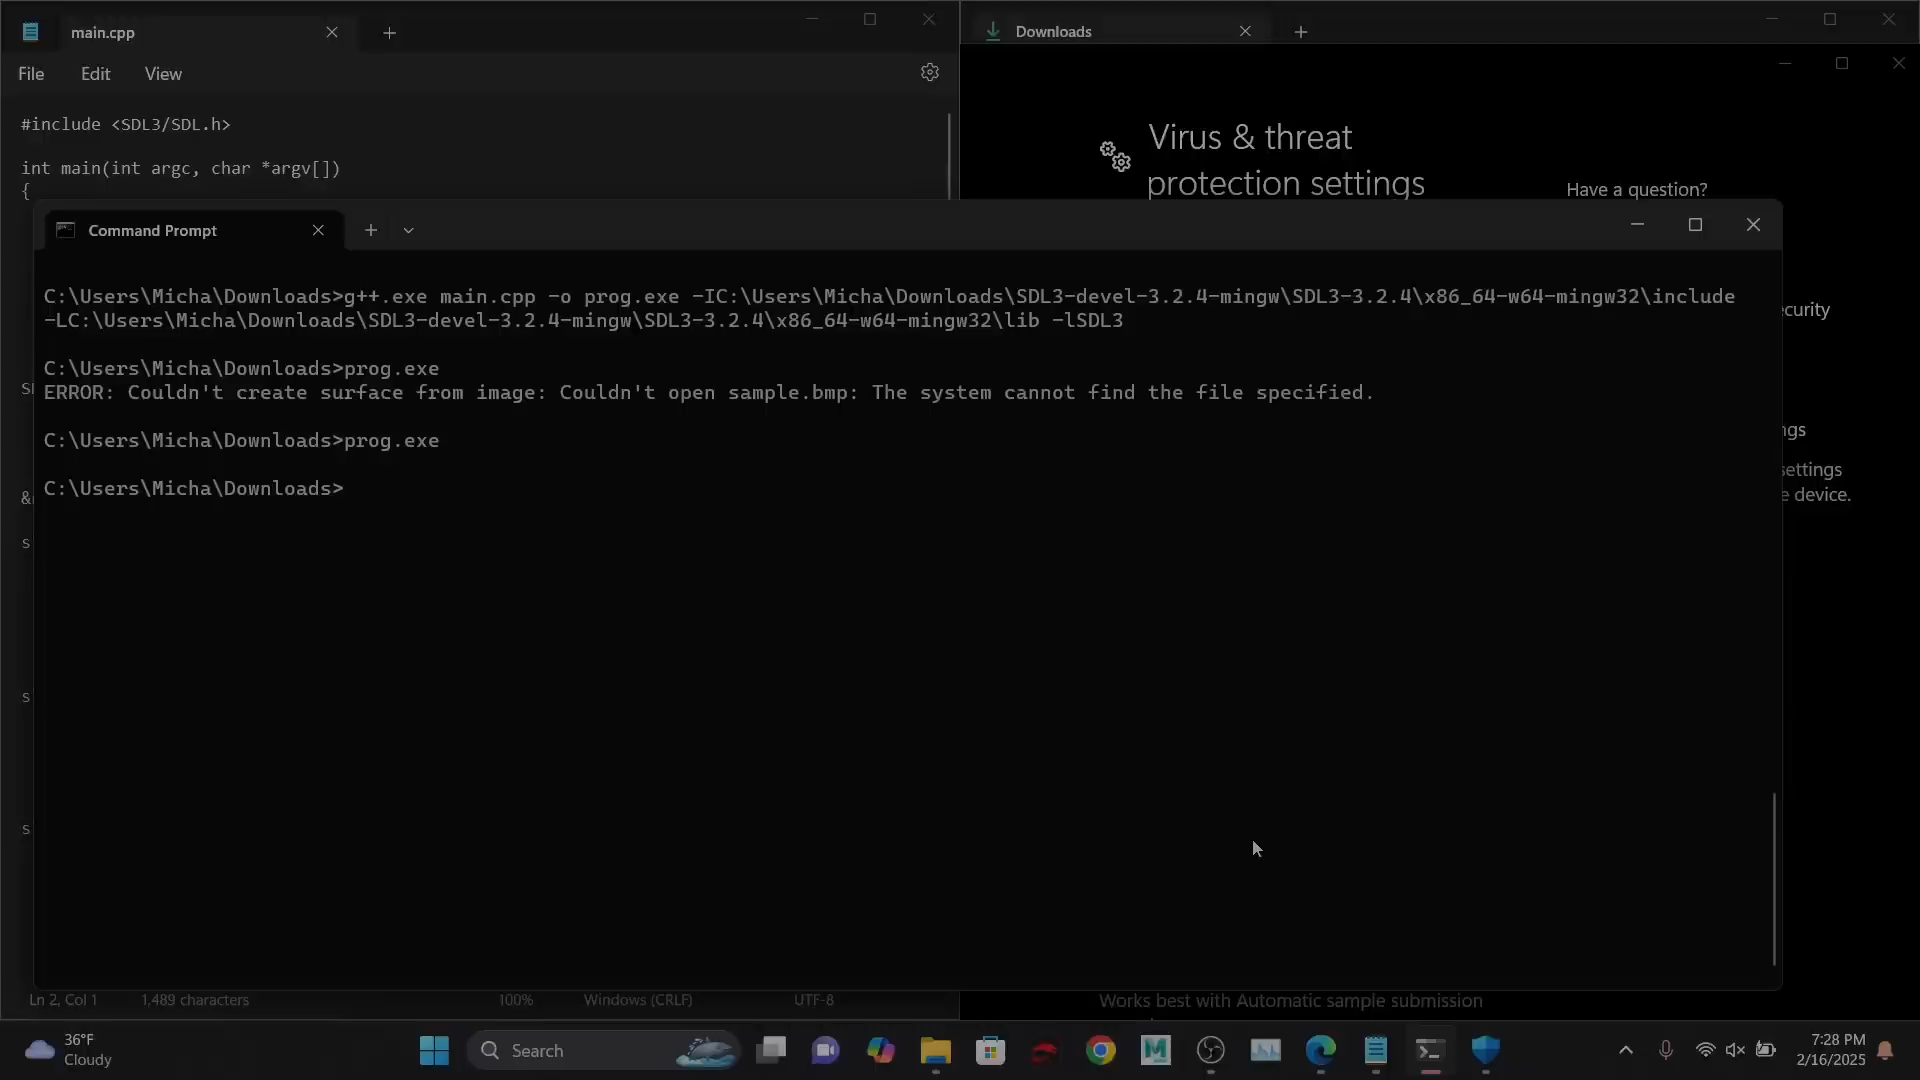 main.cpp
Downloads
File Edit View
#include <SDL3/SDL.h>
int main(int argc, char *argv[])
{
Virus & threat
protection settings
Have a question?
Command Prompt
C:\Users\Micha\Downloads>g++.exe main.cpp -o prog.exe -IC:\Users\Micha\Downloads\SDL3-devel-3.2.4-mingw\SDL3-3.2.4\x86_64-w64-mingw32\include
-LC:\Users\Micha\Downloads\SDL3-devel-3.2.4-mingw\SDL3-3.2.4\x86_64-w64-mingw32\lib -lSDL3
C:\Users\Micha\Downloads>prog.exe
ERROR: Couldn't create surface from image: Couldn't open sample.bmp: The system cannot find the file specified.
C:\Users\Micha\Downloads>prog.exe
C:\Users\Micha\Downloads>
curity
ngs
settings
e device.
Ln 2, Col 1 1,489 characters 100% Windows (CRLF) UTF-8
Works best with Automatic sample submission
36°F
Cloudy
Search
7:28 PM
2/16/2025